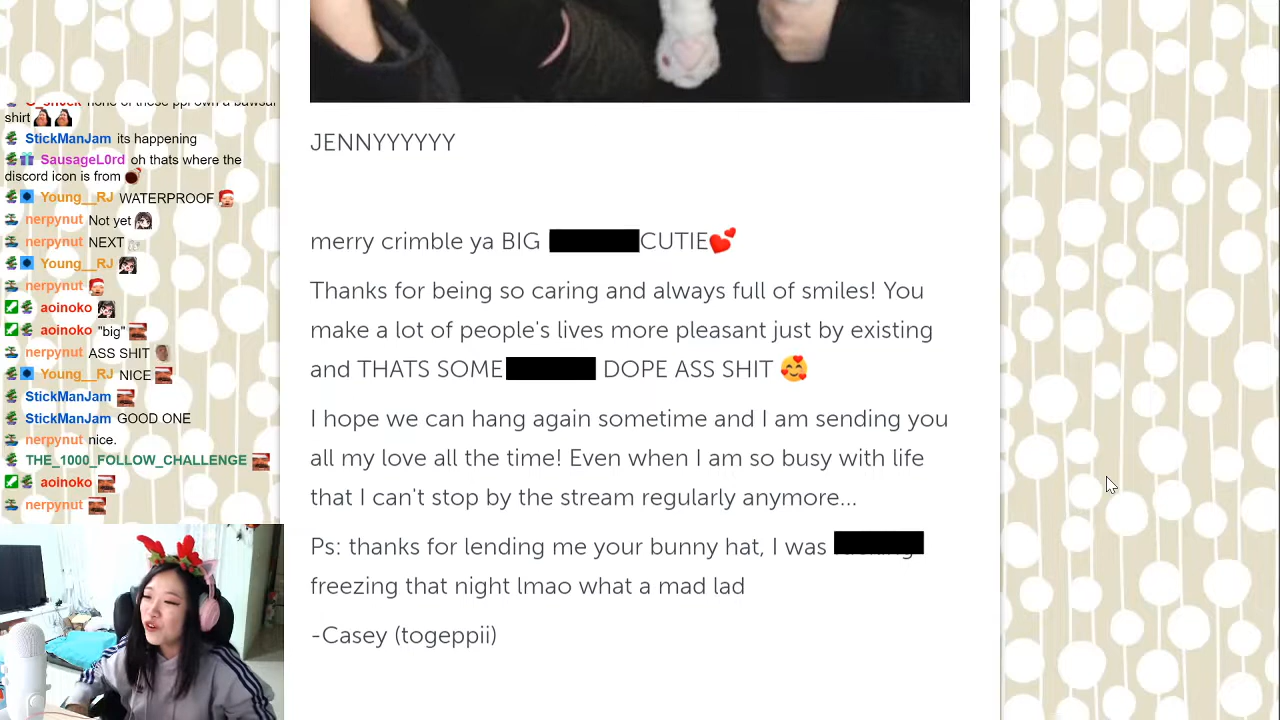 shirt
StickManJam its happening
SausageL0rd oh thats where the
discord icon is from
Young__RJ WATERPROOF
nerpynut Not yet
nerpynut NEXT
Young__RJ
nerpynut
aoinoko
aoinoko "big"
nerpynut ASS SHIT
Young__RJ NICE
StickManJam
StickManJam GOOD ONE
nerpynut nice.
THE_1000_FOLLOW_CHALLENGE
aoinoko
nerpynut
JENNYYYYYY
merry crimble ya BIG CUTIE💕
Thanks for being so caring and always full of smiles! You
make a lot of people's lives more pleasant just by existing
and THATS SOME DOPE ASS SHIT 🥰
I hope we can hang again sometime and I am sending you
all my love all the time! Even when I am so busy with life
that I can't stop by the stream regularly anymore...
Ps: thanks for lending me your bunny hat, I was
freezing that night lmao what a mad lad
-Casey (togeppii)